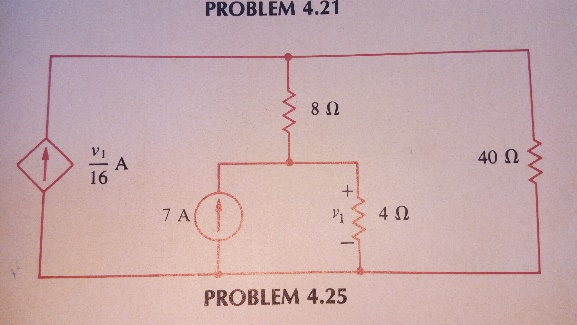 PROBLEM 4.21
8 Ω
v₁/16 A
40 Ω
7 A
+
v₁
4 Ω
−
PROBLEM 4.25